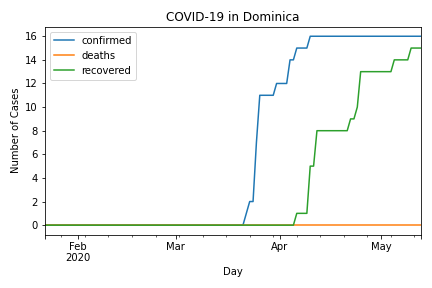 COVID-19 in Dominica
confirmed
deaths
recovered
Number of Cases
16
14
12
10
8
6
4
2
0
Feb
2020
Mar
Apr
May
Day